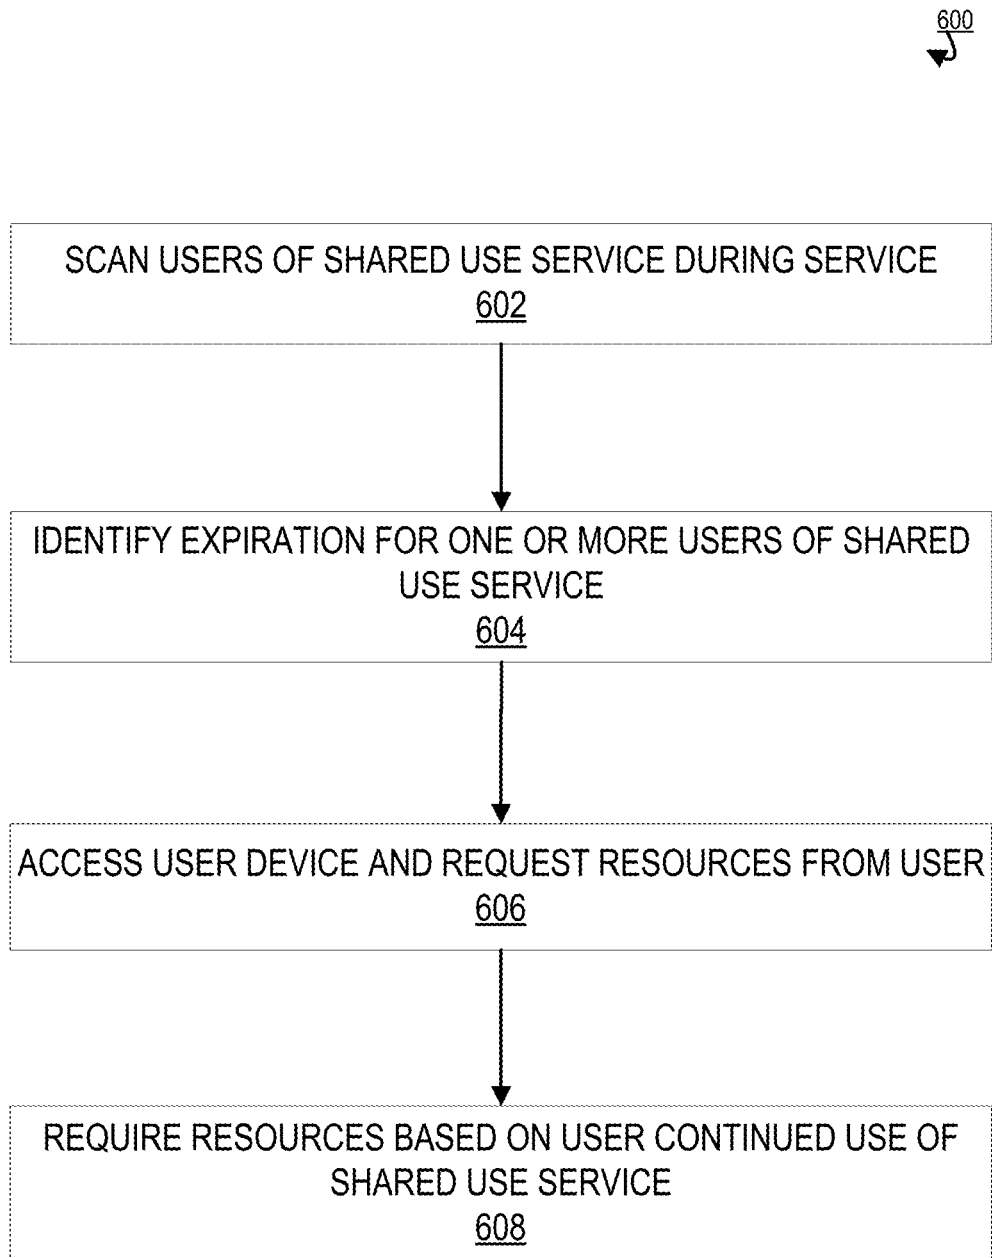 600
SCAN USERS OF SHARED USE SERVICE DURING SERVICE
602
IDENTIFY EXPIRATION FOR ONE OR MORE USERS OF SHARED
USE SERVICE
604
ACCESS USER DEVICE AND REQUEST RESOURCES FROM USER
606
REQUIRE RESOURCES BASED ON USER CONTINUED USE OF
SHARED USE SERVICE
608